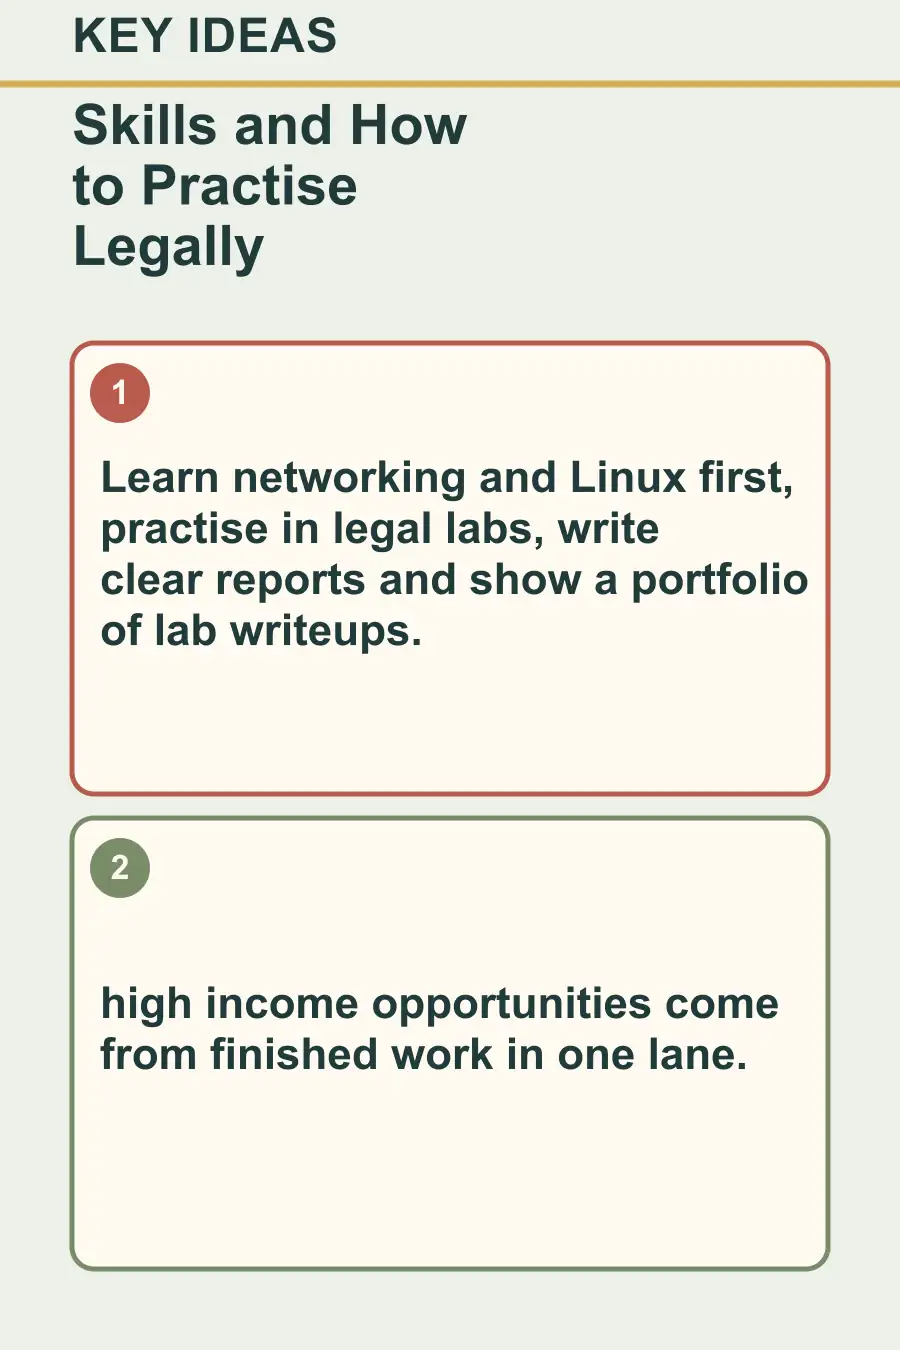 KEY IDEAS
Skills and How
to Practise
Legally
1
Learn networking and Linux first,
practise in legal labs, write
clear reports and show a portfolio
of lab writeups.
2
high income opportunities come
from finished work in one lane.